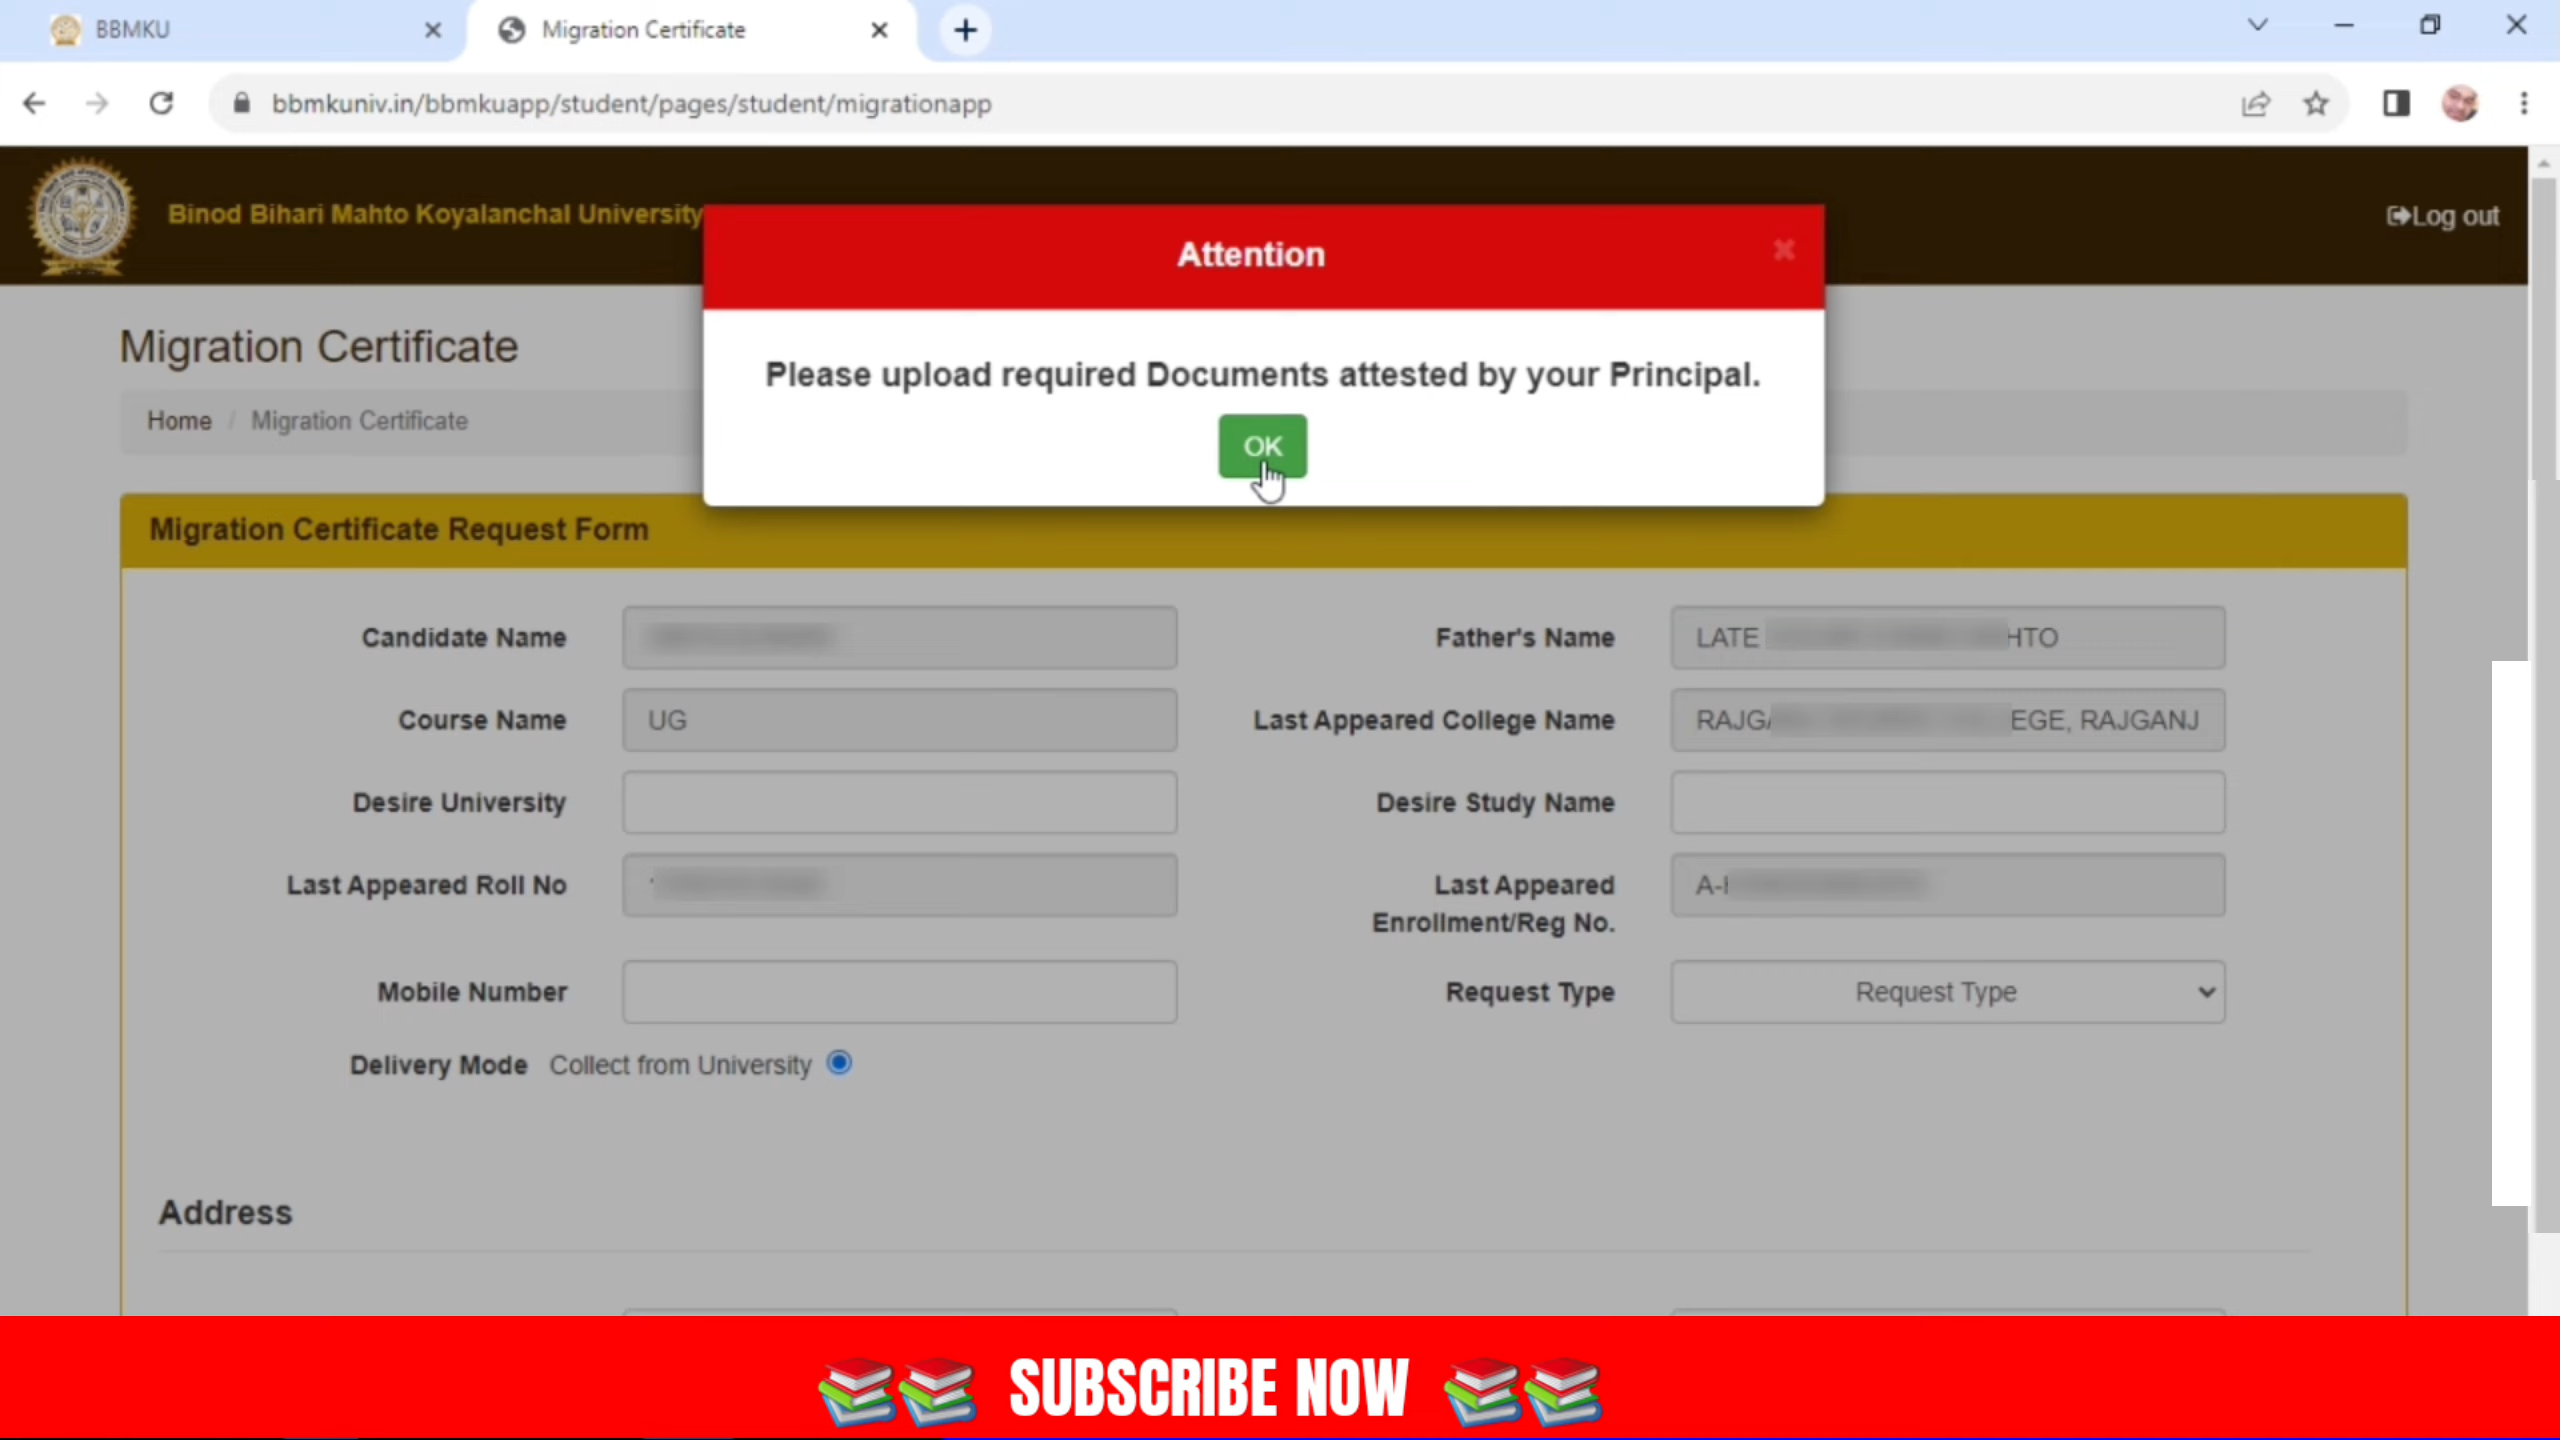 BBMKU
Migration Certificate
bbmkuniv.in/bbmkuapp/student/pages/student/migrationapp
Binod Bihari Mahto Koyalanchal University
Log out
Attention
Please upload required Documents attested by your Principal.
OK
Migration Certificate
Home / Migration Certificate
Migration Certificate Request Form
Candidate Name
Father's Name LATE HTO
Course Name UG
Last Appeared College Name RAJGA EGE, RAJGANJ
Desire University
Desire Study Name
Last Appeared Roll No
Last Appeared Enrollment/Reg No. A-
Mobile Number
Request Type Request Type
Delivery Mode Collect from University
Address
SUBSCRIBE NOW